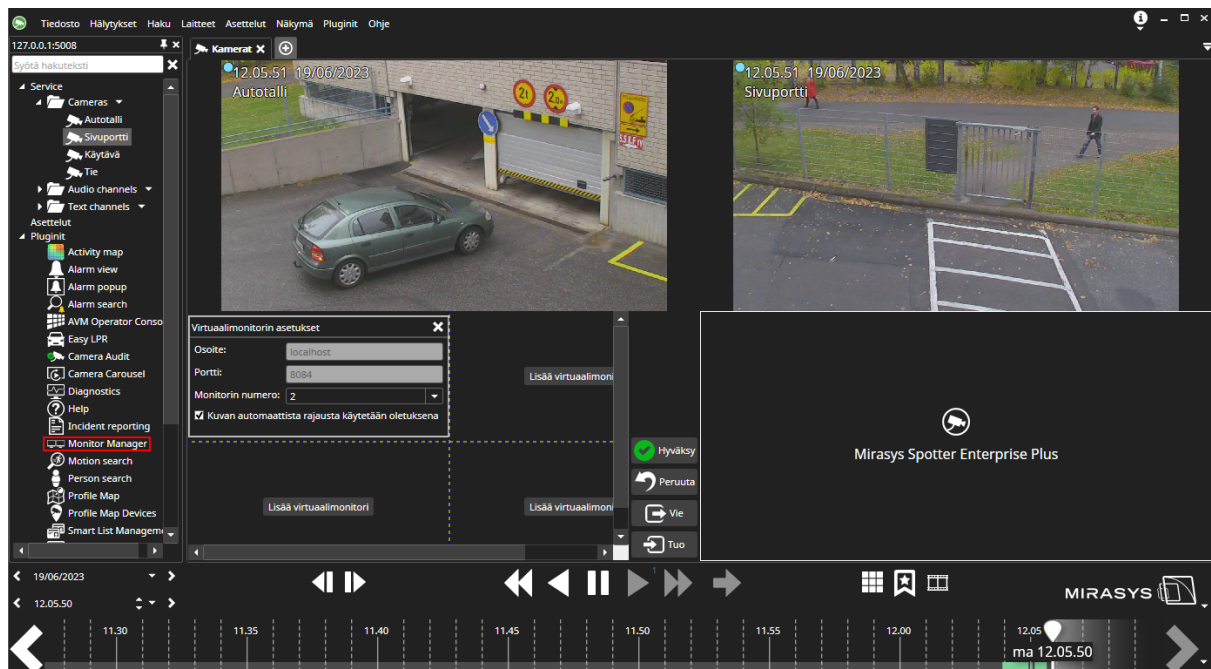 Tiedosto Hälytykset Haku Laitteet Asettelut Näkymä Pluginit Ohje
127.0.0.1:5008
Kamerat
Syötä hakuteksti
Service
Cameras
Autotalli
Sivuportti
Käytävä
Tie
Audio channels
Text channels
Asettelut
Pluginit
Activity map
Alarm view
Alarm popup
Alarm search
AVM Operator Conso
Easy LPR
Camera Audit
Camera Carousel
Diagnostics
Help
Incident reporting
Monitor Manager
Motion search
Person search
Profile Map
Profile Map Devices
Smart List Managem
12.05.51 19/06/2023
Autotalli
2t 2.0m
12.05.51 19/06/2023
Sivuportti
Virtuaalimonitorin asetukset
Osoite: localhost
Portti: 8084
Monitorin numero: 2
Kuvan automaattista rajausta käytetään oletuksena
Lisää virtuaalimoni
Lisää virtuaalimonitori
Lisää virtuaalimoni
Hyväksy
Peruuta
Vie
Tuo
Mirasys Spotter Enterprise Plus
19/06/2023
12.05.50
1
MIRASYS
11.30 11.35 11.40 11.45 11.50 11.55 12.00 12.05
ma 12.05.50